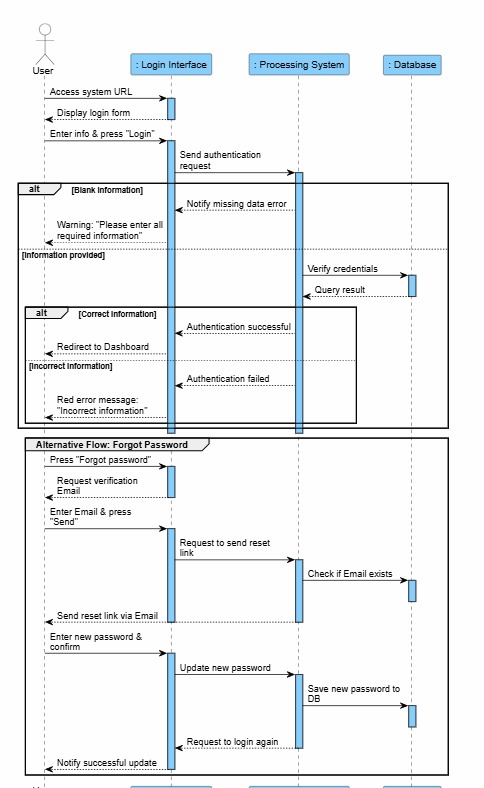 User
: Login Interface
: Processing System
: Database
Access system URL
Display login form
Enter info & press "Login"
Send authentication
request
alt
[Blank Information]
Notify missing data error
Warning: "Please enter all
required information"
[Information provided]
Verify credentials
Query result
alt
[Correct Information]
Authentication successful
Redirect to Dashboard
[Incorrect Information]
Authentication failed
Red error message:
"Incorrect information"
Alternative Flow: Forgot Password
Press "Forgot password"
Request verification
Email
Enter Email & press
"Send"
Request to send reset
link
Check if Email exists
Send reset link via Email
Enter new password &
confirm
Update new password
Save new password to
DB
Request to login again
Notify successful update